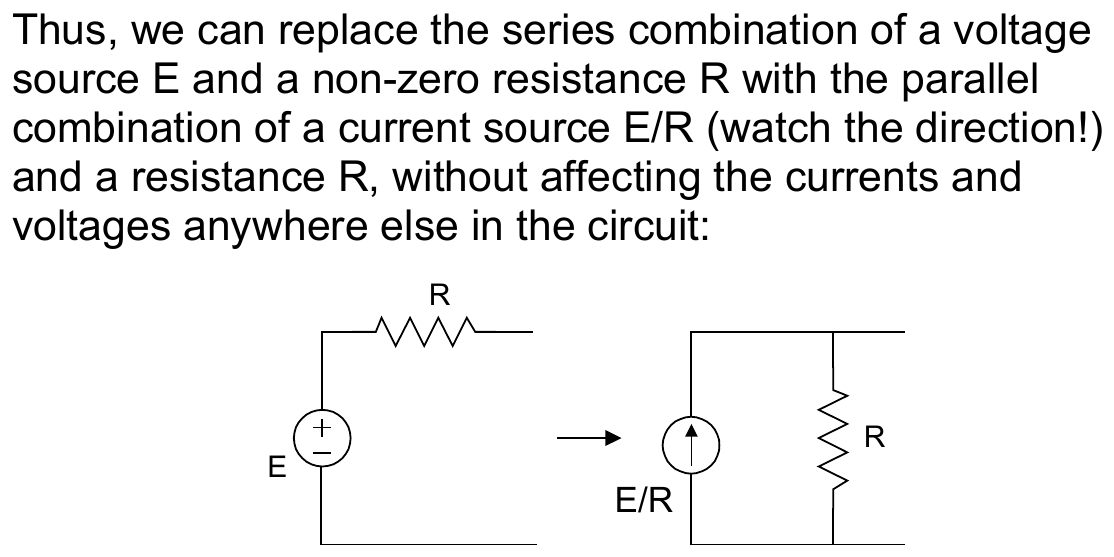 Thus, we can replace the series combination of a voltage
source E and a non-zero resistance R with the parallel
combination of a current source E/R (watch the direction!)
and a resistance R, without affecting the currents and
voltages anywhere else in the circuit:
R
+
−
E
R
E/R